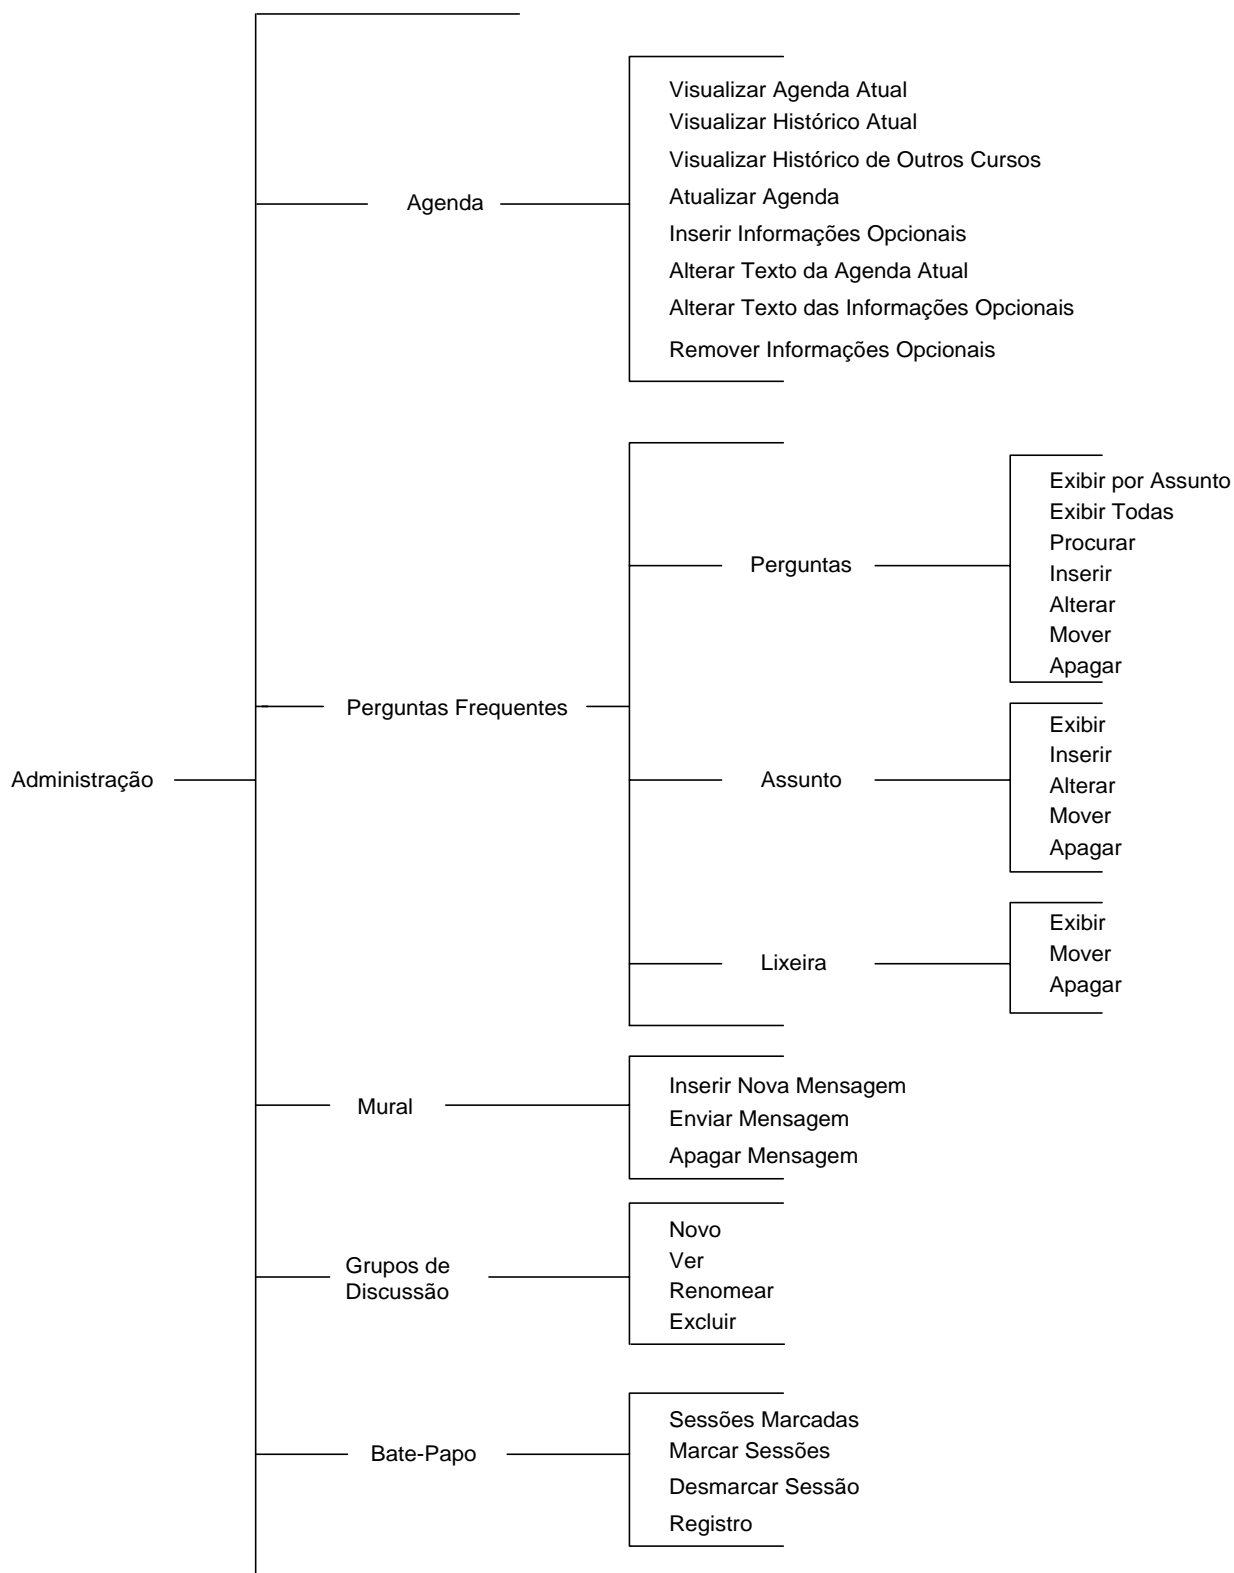 Administração
Agenda
Visualizar Agenda Atual
Visualizar Histórico Atual
Visualizar Histórico de Outros Cursos
Atualizar Agenda
Inserir Informações Opcionais
Alterar Texto da Agenda Atual
Alterar Texto das Informações Opcionais
Remover Informações Opcionais
Perguntas Frequentes
Perguntas
Exibir por Assunto
Exibir Todas
Procurar
Inserir
Alterar
Mover
Apagar
Assunto
Exibir
Inserir
Alterar
Mover
Apagar
Lixeira
Exibir
Mover
Apagar
Mural
Inserir Nova Mensagem
Enviar Mensagem
Apagar Mensagem
Grupos de
Discussão
Novo
Ver
Renomear
Excluir
Bate-Papo
Sessões Marcadas
Marcar Sessões
Desmarcar Sessão
Registro